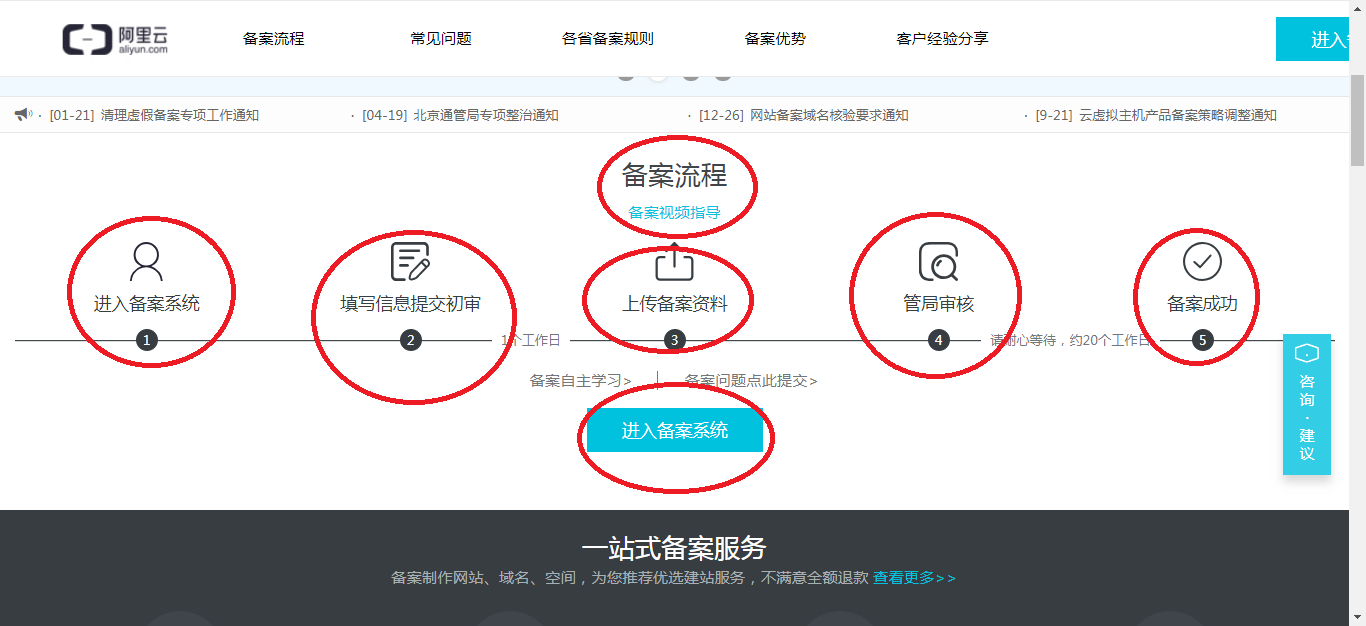 阿里云
aliyun.com
备案流程 常见问题 各省备案规则 备案优势 客户经验分享
进入
· [01-21] 清理虚假备案专项工作通知 · [04-19] 北京通管局专项整治通知 · [12-26] 网站备案域名核验要求通知 · [9-21] 云虚拟主机产品备案策略调整通知
备案流程
备案视频指导
进入备案系统 填写信息提交初审 上传备案资料 管局审核 备案成功
1 2 1个工作日 3 4 请耐心等待，约20个工作日 5
备案自主学习> | 备案问题点此提交>
进入备案系统
咨询·建议
一站式备案服务
备案制作网站、域名、空间，为您推荐优选建站服务，不满意全额退款 查看更多>>